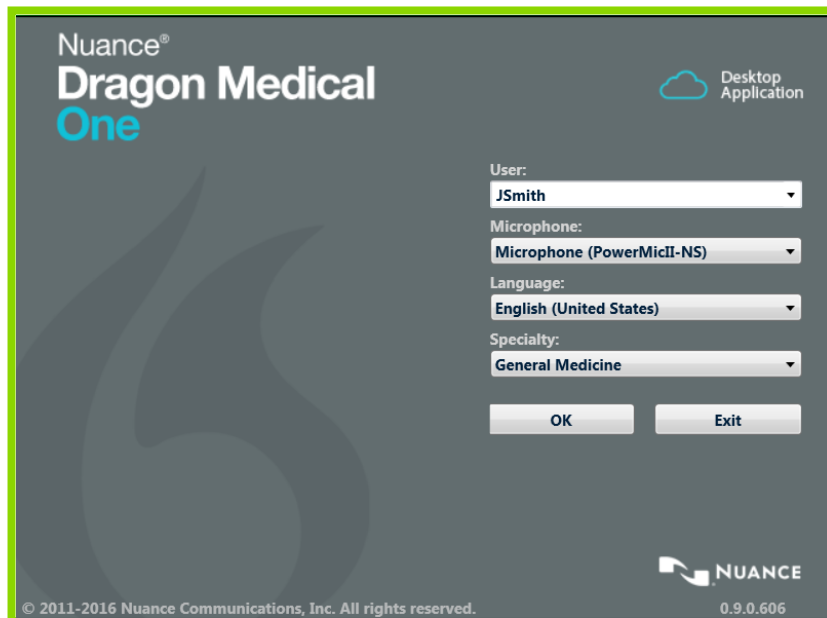 Nuance®
Dragon Medical
One
Desktop
Application
User:
JSmith
Microphone:
Microphone (PowerMicII-NS)
Language:
English (United States)
Specialty:
General Medicine
OK
Exit
NUANCE
© 2011-2016 Nuance Communications, Inc. All rights reserved.
0.9.0.606